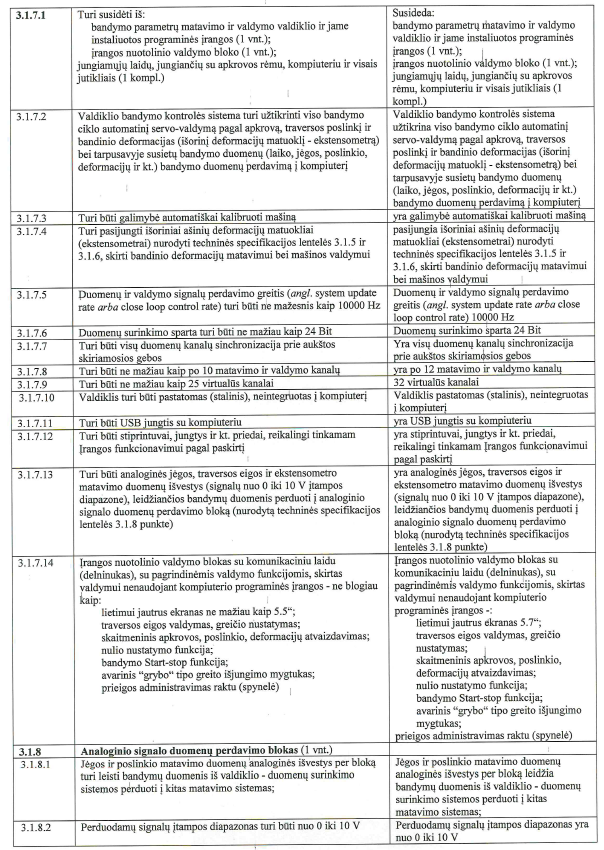 3.1.7.1
Turi susidėti iš:
bandymo parametrų matavimo ir valdymo valdiklio ir jame
instaliuotos programinės įrangos (1 vnt.);
įrangos nuotolinio valdymo bloko (1 vnt.);
jungiamųjų laidų, jungiančių su apkrovos rėmu, kompiuteriu ir visais
jutikliais (1 kompl.)
Susideda:
bandymo parametrų matavimo ir valdymo
valdiklio ir jame instaliuotos programinės
įrangos (1 vnt.);
įrangos nuotolinio valdymo bloko (1 vnt.);
jungiamųjų laidų, jungiančių su apkrovos
rėmu, kompiuteriu ir visais jutikliais (1
kompl.)
3.1.7.2
Valdiklio bandymo kontrolės sistema turi užtikrinti viso bandymo
ciklo automatinį servo-valdymą pagal apkrovą, traversos poslinkį ir
bandinio deformacijas (išorinį deformacijų matuoklį - ekstensometrą)
bei tarpusavyje susietų bandymo duomenų (laiko, jėgos, poslinkio,
deformacijų ir kt.) bandymo duomenų perdavimą į kompiuterį
Valdiklio bandymo kontrolės sistema
užtikrina viso bandymo ciklo automatinį
servo-valdymą pagal apkrovą, traversos
poslinkį ir bandinio deformacijas (išorinį
deformacijų matuoklį - ekstensometrą) bei
tarpusavyje susietų bandymo duomenų
(laiko, jėgos, poslinkio, deformacijų ir kt.)
bandymo duomenų perdavimą į kompiuterį
3.1.7.3
Turi būti galimybė automatiškai kalibruoti mašiną
yra galimybė automatiškai kalibruoti mašiną
3.1.7.4
Turi pasijungti išoriniai ašinių deformacijų matuokliai
(ekstensometrai) nurodyti techninės specifikacijos lentelės 3.1.5 ir
3.1.6, skirti bandinio deformacijų matavimui bei mašinos valdymui
pasijungia išoriniai ašinių deformacijų
matuokliai (ekstensometrai) nurodyti
techninės specifikacijos lentelės 3.1.5 ir
3.1.6, skirti bandinio deformacijų matavimui
bei mašinos valdymui
3.1.7.5
Duomenų ir valdymo signalų perdavimo greitis (angl. system update
rate arba close loop control rate) turi būti ne mažesnis kaip 10000 Hz
Duomenų ir valdymo signalų perdavimo
greitis (angl. system update rate arba close
loop control rate) 10000 Hz
3.1.7.6
Duomenų surinkimo sparta turi būti ne mažiau kaip 24 Bit
Duomenų surinkimo sparta 24 Bit
3.1.7.7
Turi būti visų duomenų kanalų sinchronizacija prie aukštos
skiriamosios gebos
Yra visų duomenų kanalų sinchronizacija
prie aukštos skiriamosios gebos
3.1.7.8
Turi būti ne mažiau kaip po 10 matavimo ir valdymo kanalų
yra po 12 matavimo ir valdymo kanalų
3.1.7.9
Turi būti ne mažiau kaip 25 virtualūs kanalai
32 virtualūs kanalai
3.1.7.10
Valdiklis turi būti pastatomas (stalinis), neintegruotas į kompiuterį
Valdiklis pastatomas (stalinis), neintegruotas
į kompiuterį
3.1.7.11
Turi būti USB jungtis su kompiuteriu
yra USB jungtis su kompiuteriu
3.1.7.12
Turi būti stiprintuvai, jungtys ir kt. priedai, reikalingi tinkamam
Įrangos funkcionavimui pagal paskirtį
yra stiprintuvai, jungtys ir kt. priedai,
reikalingi tinkamam Įrangos funkcionavimui
pagal paskirtį
3.1.7.13
Turi būti analoginės jėgos, traversos eigos ir ekstensometro
matavimo duomenų išvestys (signalų nuo 0 iki 10 V įtampos
diapazone), leidžiančios bandymų duomenis perduoti į analoginio
signalo duomenų perdavimo bloką (nurodytą techninės specifikacijos
lentelės 3.1.8 punkte)
yra analoginės jėgos, traversos eigos ir
ekstensometro matavimo duomenų išvestys
(signalų nuo 0 iki 10 V įtampos diapazone),
leidžiančios bandymų duomenis perduoti į
analoginio signalo duomenų perdavimo
bloką (nurodytą techninės specifikacijos
lentelės 3.1.8 punkte)
3.1.7.14
Įrangos nuotolinio valdymo blokas su komunikaciniu laidu
(delninukas), su pagrindinėmis valdymo funkcijomis, skirtas
valdymui nenaudojant kompiuterio programinės įrangos - ne blogiau
kaip:
lietimui jautrus ekranas ne mažiau kaip 5.5“;
traversos eigos valdymas, greičio nustatymas;
skaitmeninis apkrovos, poslinkio, deformacijų atvaizdavimas;
nulio nustatymo funkcija;
bandymo Start-stop funkcija;
avarinis “grybo“ tipo greito išjungimo mygtukas;
prieigos administravimas raktu (spynelė)
Įrangos nuotolinio valdymo blokas su
komunikaciniu laidu (delninukas), su
pagrindinėmis valdymo funkcijomis, skirtas
valdymui nenaudojant kompiuterio
programinės įrangos -:
lietimui jautrus ekranas 5.7“;
traversos eigos valdymas, greičio
nustatymas;
skaitmeninis apkrovos, poslinkio,
deformacijų atvaizdavimas;
nulio nustatymo funkcija;
bandymo Start-stop funkcija;
avarinis “grybo“ tipo greito išjungimo
mygtukas;
prieigos administravimas raktu (spynelė)
3.1.8
Analoginio signalo duomenų perdavimo blokas (1 vnt.)
3.1.8.1
Jėgos ir poslinkio matavimo duomenų analoginės išvestys per bloką
turi leisti bandymų duomenis iš valdiklio - duomenų surinkimo
sistemos perduoti į kitas matavimo sistemas;
Jėgos ir poslinkio matavimo duomenų
analoginės išvestys per bloką leidžia
bandymų duomenis iš valdiklio - duomenų
surinkimo sistemos perduoti į kitas
matavimo sistemas;
3.1.8.2
Perduodamų signalų įtampos diapazonas turi būti nuo 0 iki 10 V
Perduodamų signalų įtampos diapazonas yra
nuo 0 iki 10 V